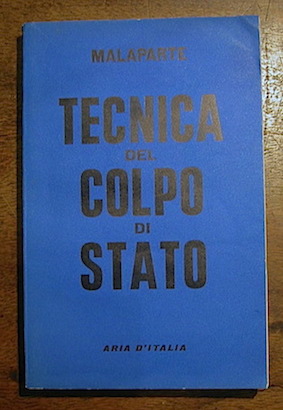 MALAPARTE
TECNICA
DEL
COLPO
DI
STATO
ARIA D'ITALIA